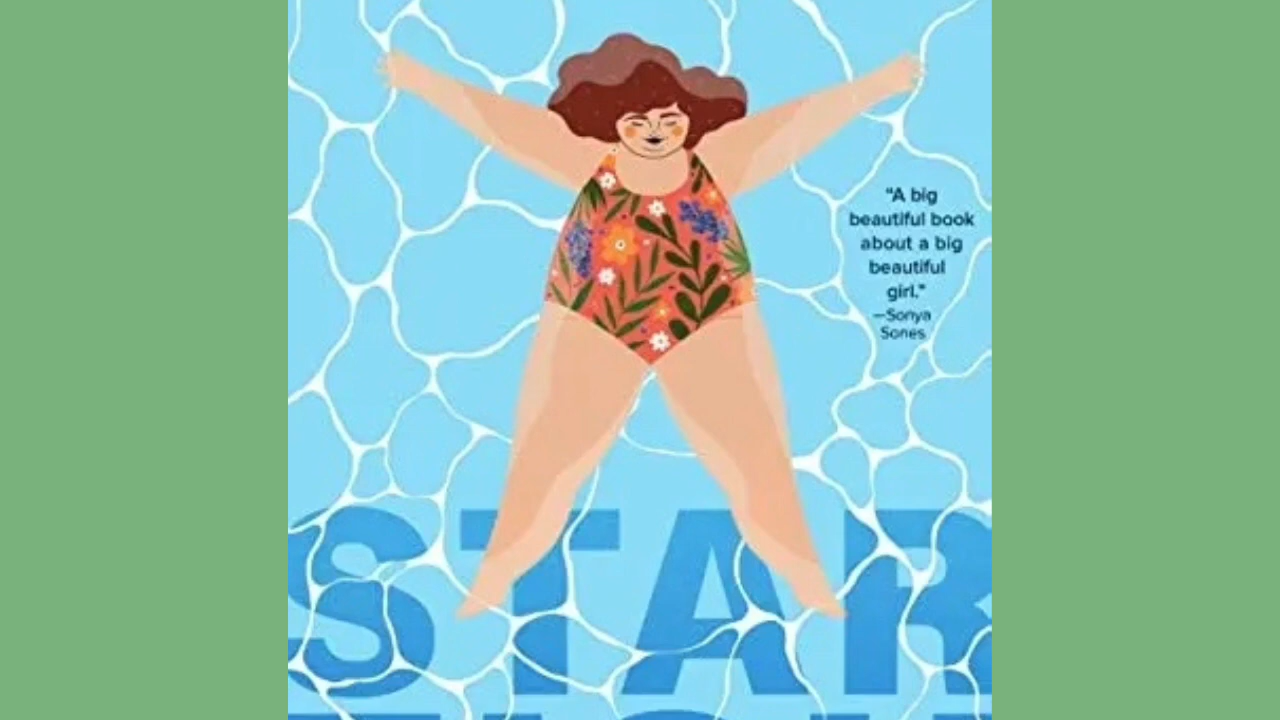 "A big
beautiful book
about a big
beautiful
girl."
—Sonya
Sones
STAR